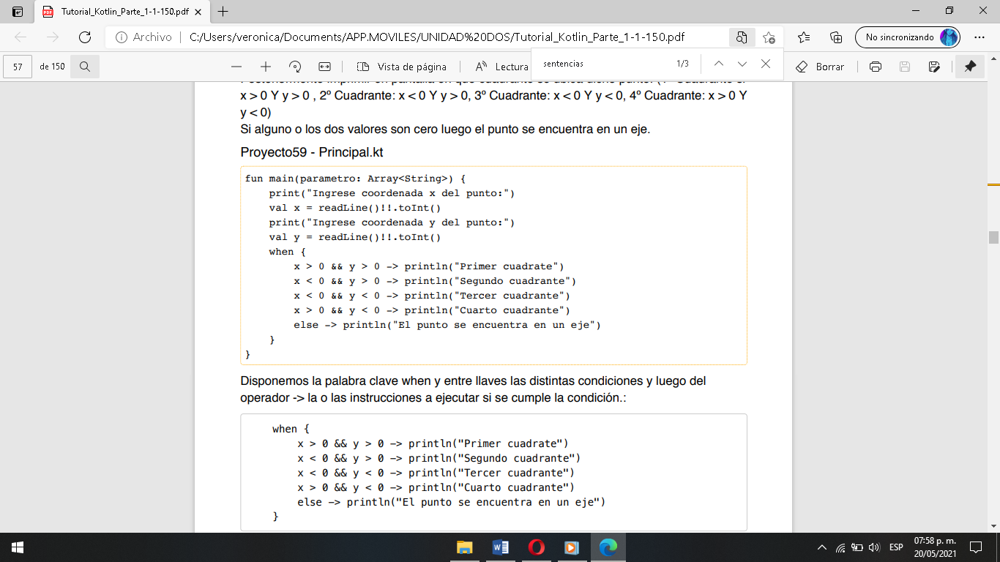 Tutorial_Kotlin_Parte_1-1-150.pdf
Archivo
C:/Users/veronica/Documents/APP.MOVILES/UNIDAD%20DOS/Tutorial_Kotlin_Parte_1-1-150.pdf
No sincronizando
57 de 150
Vista de página
Lectura
sentencias 1/3
Borrar
x > 0 Y y > 0 , 2º Cuadrante: x < 0 Y y > 0, 3º Cuadrante: x < 0 Y y < 0, 4º Cuadrante: x > 0 Y
y < 0)
Si alguno o los dos valores son cero luego el punto se encuentra en un eje.
Proyecto59 - Principal.kt
fun main(parametro: Array<String>) {
    print("Ingrese coordenada x del punto:")
    val x = readLine()!!.toInt()
    print("Ingrese coordenada y del punto:")
    val y = readLine()!!.toInt()
    when {
        x > 0 && y > 0 -> println("Primer cuadrate")
        x < 0 && y > 0 -> println("Segundo cuadrante")
        x < 0 && y < 0 -> println("Tercer cuadrante")
        x > 0 && y < 0 -> println("Cuarto cuadrante")
        else -> println("El punto se encuentra en un eje")
    }
}
Disponemos la palabra clave when y entre llaves las distintas condiciones y luego del
operador -> la o las instrucciones a ejecutar si se cumple la condición.:
    when {
        x > 0 && y > 0 -> println("Primer cuadrate")
        x < 0 && y > 0 -> println("Segundo cuadrante")
        x < 0 && y < 0 -> println("Tercer cuadrante")
        x > 0 && y < 0 -> println("Cuarto cuadrante")
        else -> println("El punto se encuentra en un eje")
    }
ESP
07:58 p. m.
20/05/2021